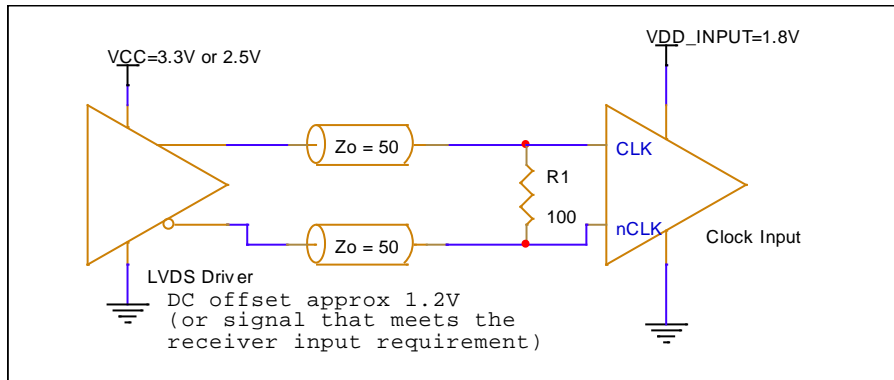 VCC=3.3V or 2.5V
VDD_INPUT=1.8V
Zo = 50
CLK
R1
100
nCLK
Zo = 50
Clock Input
LVDS Driver
DC offset approx 1.2V
(or signal that meets the
receiver input requirement)